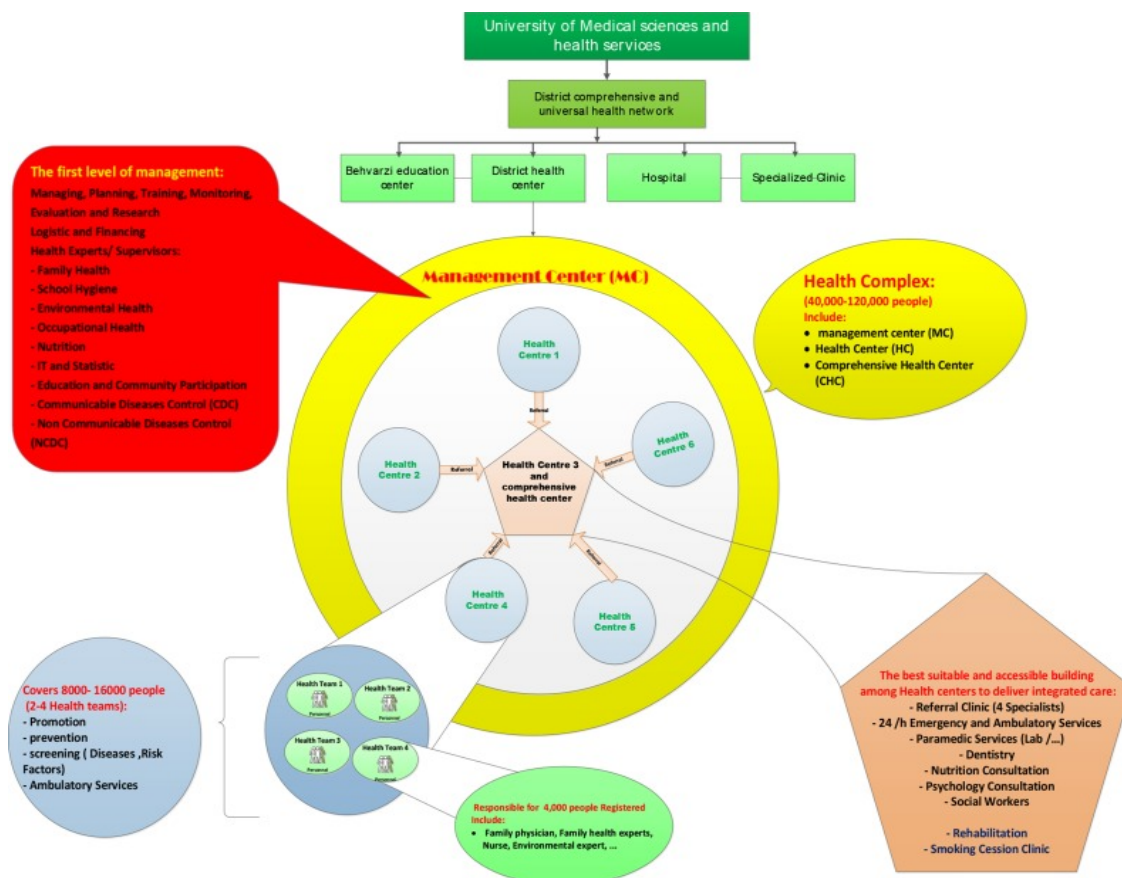 University of Medical sciences and
health services
District comprehensive and
universal health network
Behvarzi education
center
District health
center
Hospital
Specialized-Clinic
The first level of management:
Managing, Planning, Training, Monitoring,
Evaluation and Research
Logistic and Financing
Health Experts/ Supervisors:
- Family Health
- School Hygiene
- Environmental Health
- Occupational Health
- Nutrition
- IT and Statistic
- Education and Community Participation
- Communicable Diseases Control (CDC)
- Non Communicable Diseases Control
(NCDC)
Management Center (MC)
Health Complex:
(40,000-120,000 people)
Include:
• management center (MC)
• Health Center (HC)
• Comprehensive Health Center
(CHC)
Health
Centre 1
Referral
Health
Centre 2
Referral
Health Centre 3
and
comprehensive
health center
Referral
Health
Centre 6
Referral
Health
Centre 4
Referral
Health
Centre 5
Covers 8000- 16000 people
(2-4 Health teams):
- Promotion
- prevention
- screening ( Diseases ,Risk
Factors)
- Ambulatory Services
Health Team 1
Personnel
Health Team 2
Personnel
Health Team 3
Personnel
Health Team 4
Personnel
Responsible for 4,000 people Registered
Include:
• Family physician, Family health experts,
Nurse, Environmental expert, ...
The best suitable and accessible building
among Health centers to deliver integrated care:
- Referral Clinic (4 Specialists)
- 24 /h Emergency and Ambulatory Services
- Paramedic Services (Lab /...)
- Dentistry
- Nutrition Consultation
- Psychology Consultation
- Social Workers
- Rehabilitation
- Smoking Cession Clinic